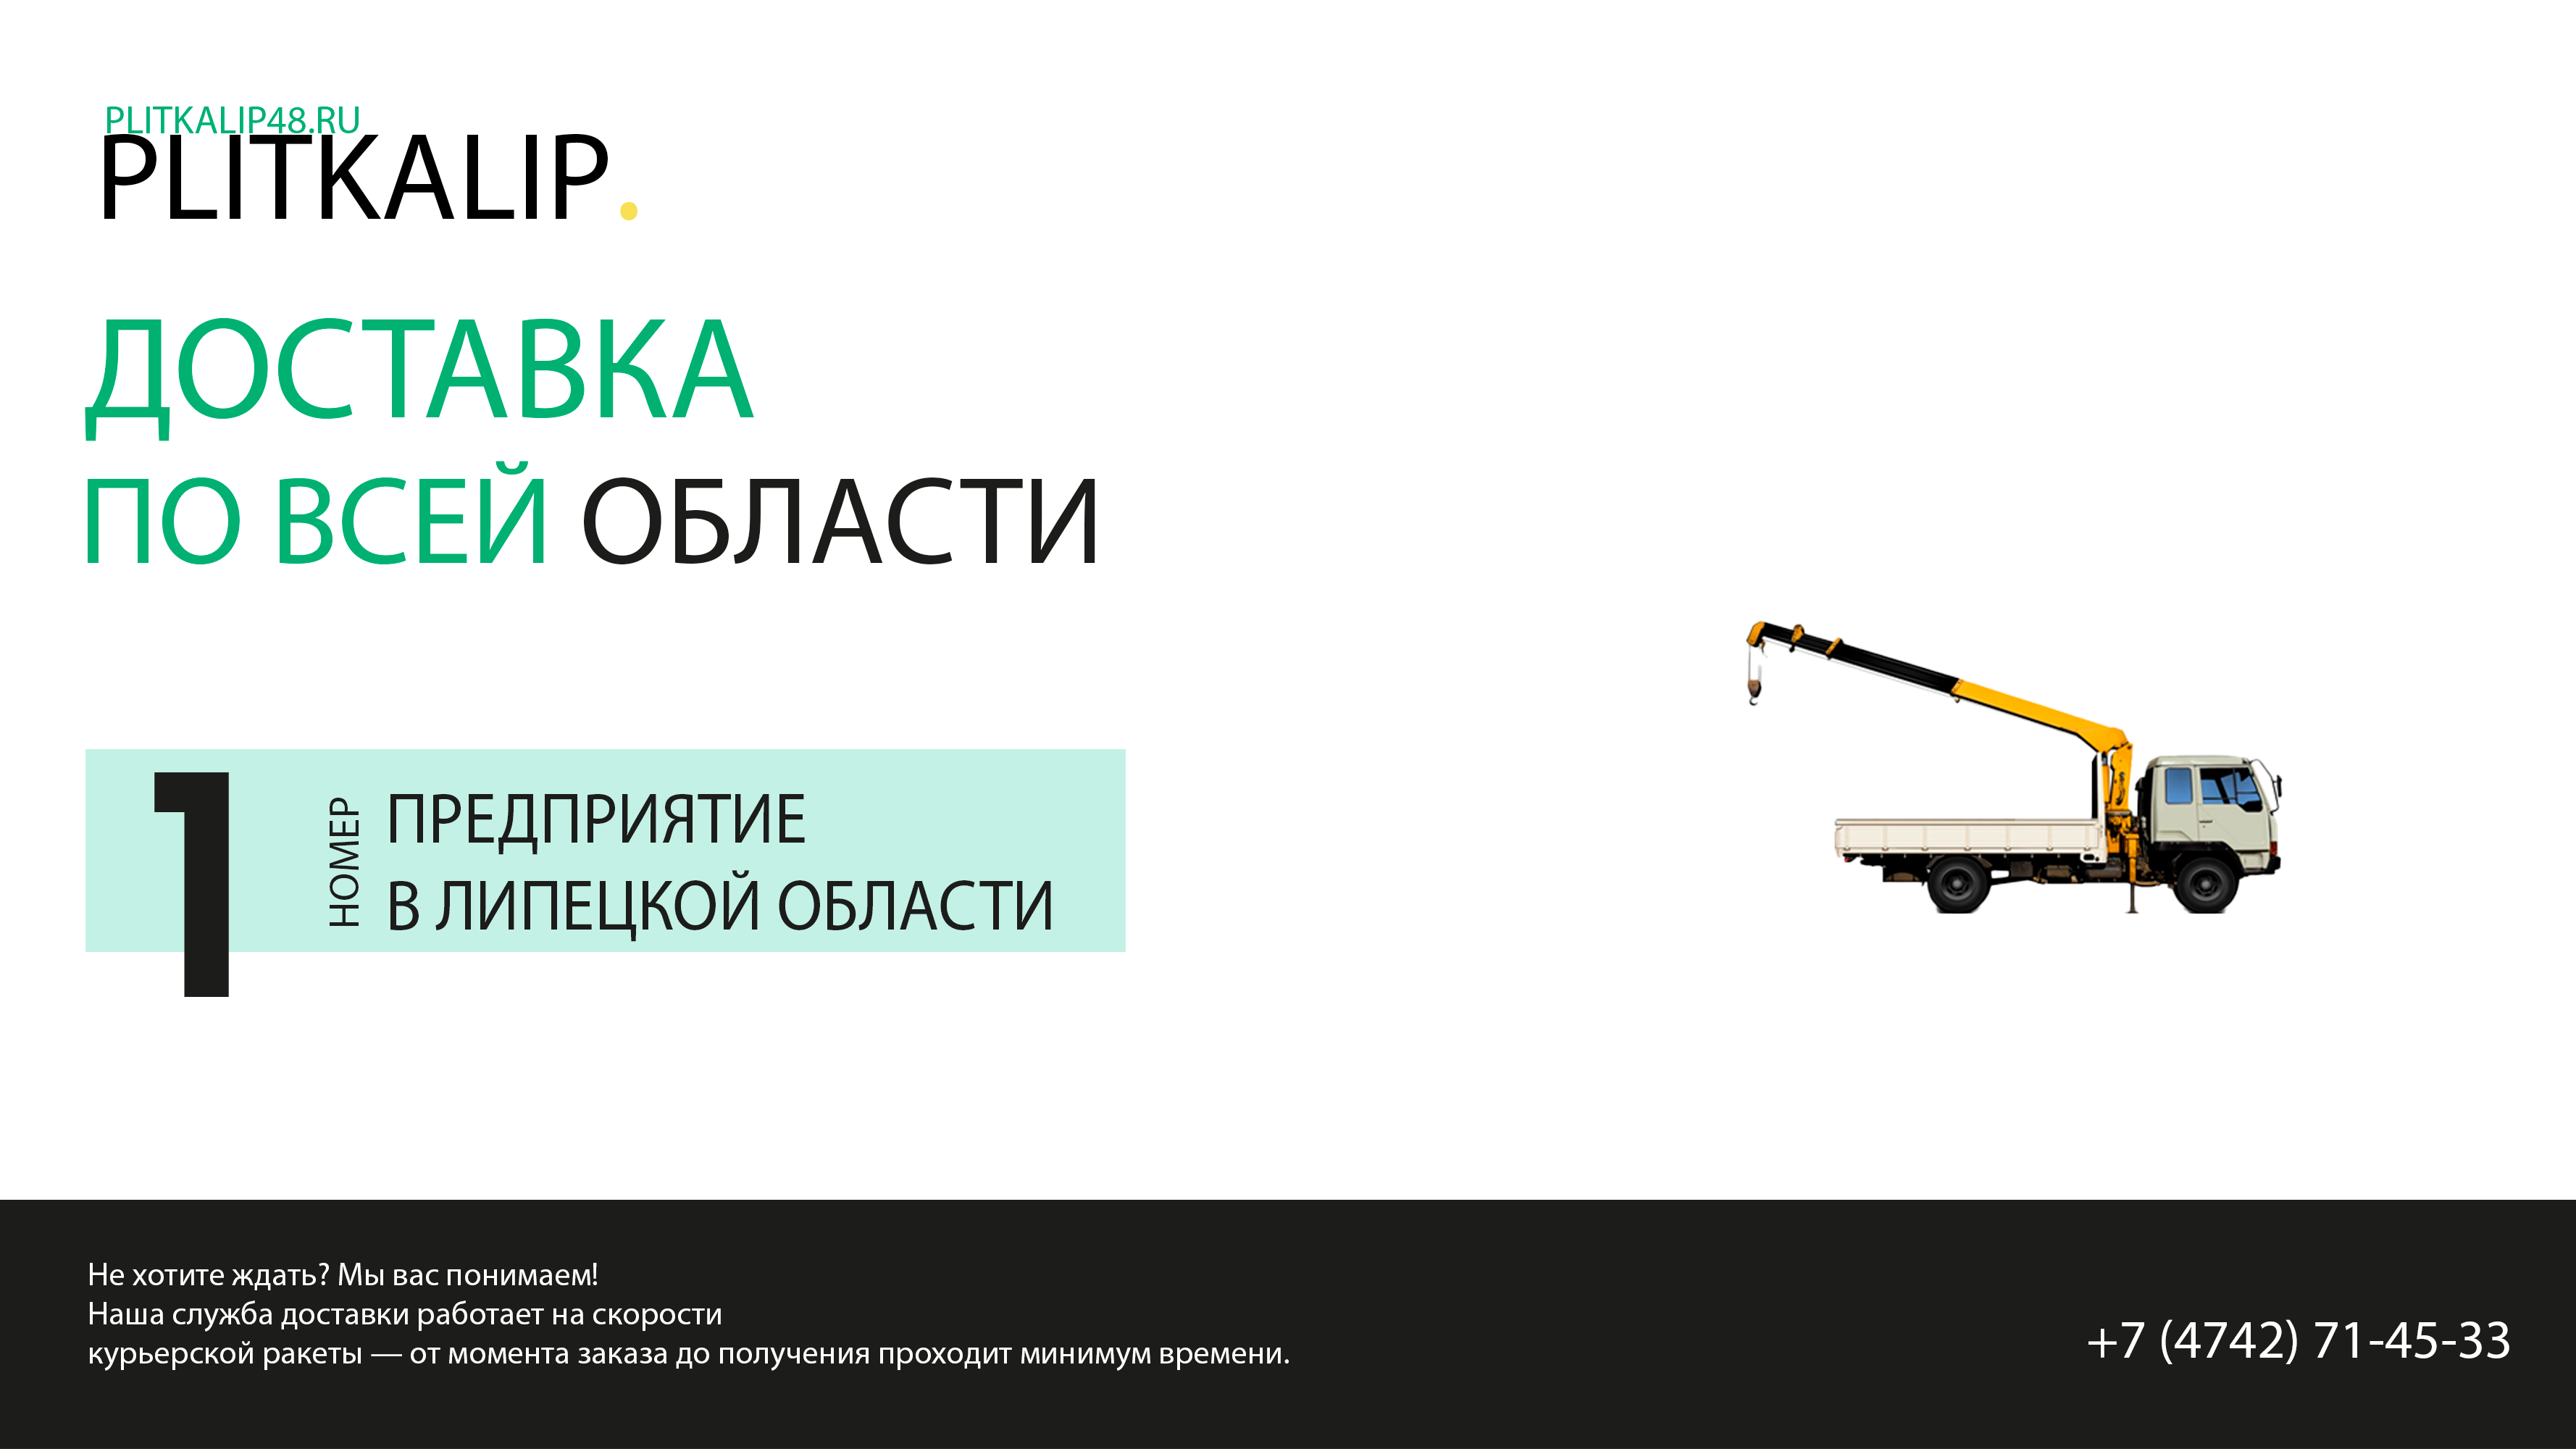 PLITKALIP48.RU
PLITKALIP.
ДОСТАВКА
ПО ВСЕЙ ОБЛАСТИ
1
НОМЕР
ПРЕДПРИЯТИЕ
В ЛИПЕЦКОЙ ОБЛАСТИ
Не хотите ждать? Мы вас понимаем!
Наша служба доставки работает на скорости
курьерской ракеты — от момента заказа до получения проходит минимум времени.
+7 (4742) 71-45-33